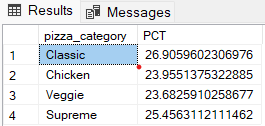 Results Messages
pizza_category PCT
1 Classic 26.9059602306976
2 Chicken 23.9551375322885
3 Veggie 23.6825910258677
4 Supreme 25.4563112111462